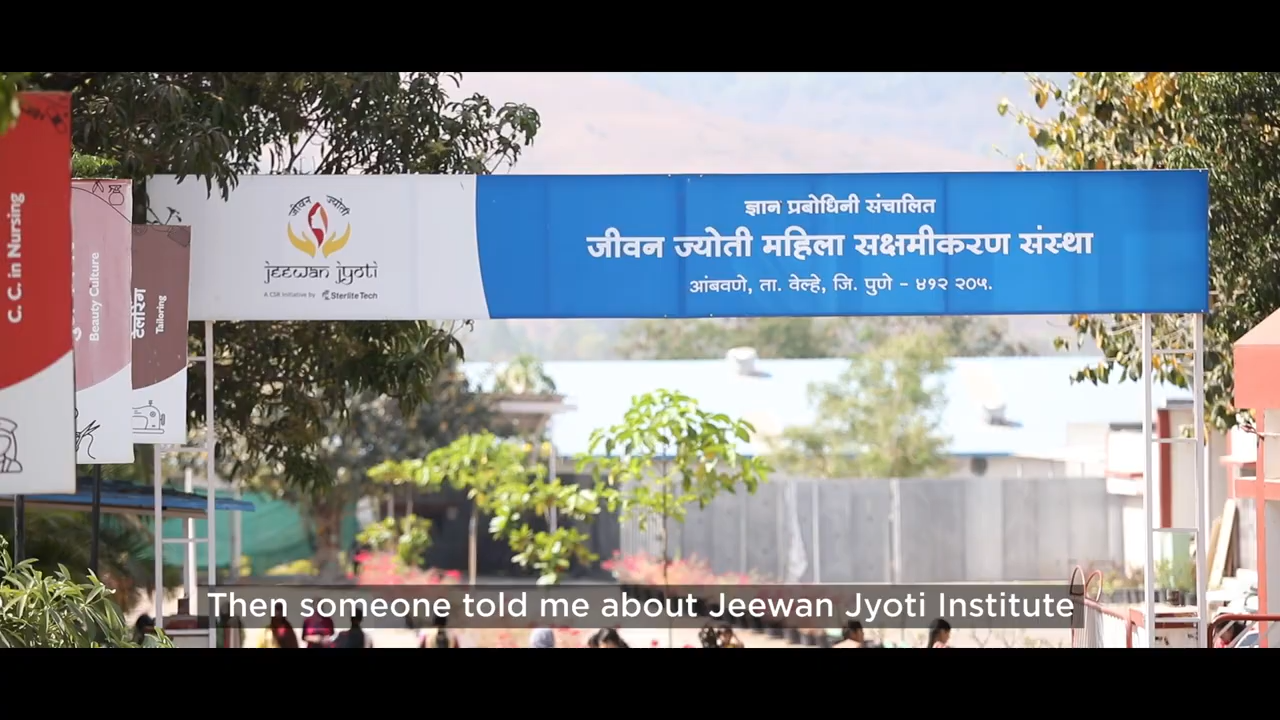 C. C. in Nursing
Beauty Culture
टेलरिंग
Tailoring
जीवन ज्योती
jeewan jyoti
A CSR Initiative by Sterlite Tech
ज्ञान प्रबोधिनी संचालित
जीवन ज्योती महिला सक्षमीकरण संस्था
आंबवणे, ता. वेल्हे, जि. पुणे - ४१२ २०५.
Then someone told me about Jeewan Jyoti Institute